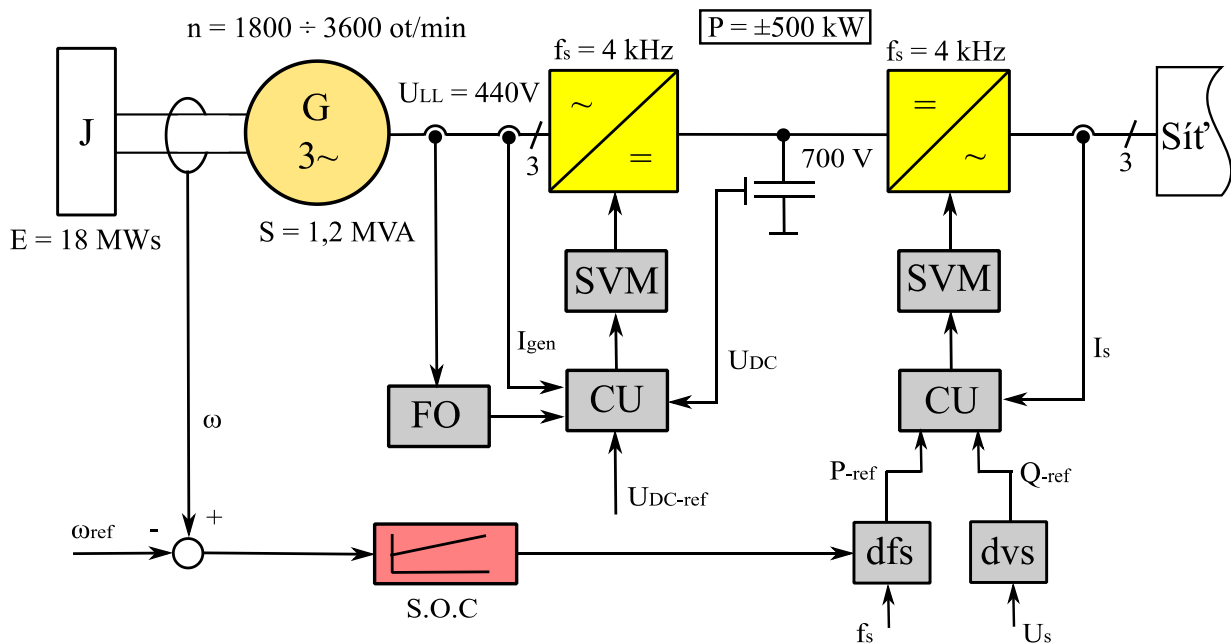 n = 1800 ÷ 3600 ot/min
P = ±500 kW
fs = 4 kHz
fs = 4 kHz
J
G
3~
ULL = 440V
3
~
=
700 V
=
~
3
Síť
E = 18 MWs
S = 1,2 MVA
SVM
SVM
Igen
UDC
Is
FO
CU
CU
ω
UDC-ref
P-ref
Q-ref
ωref
-
+
S.O.C
dfs
dvs
fs
Us